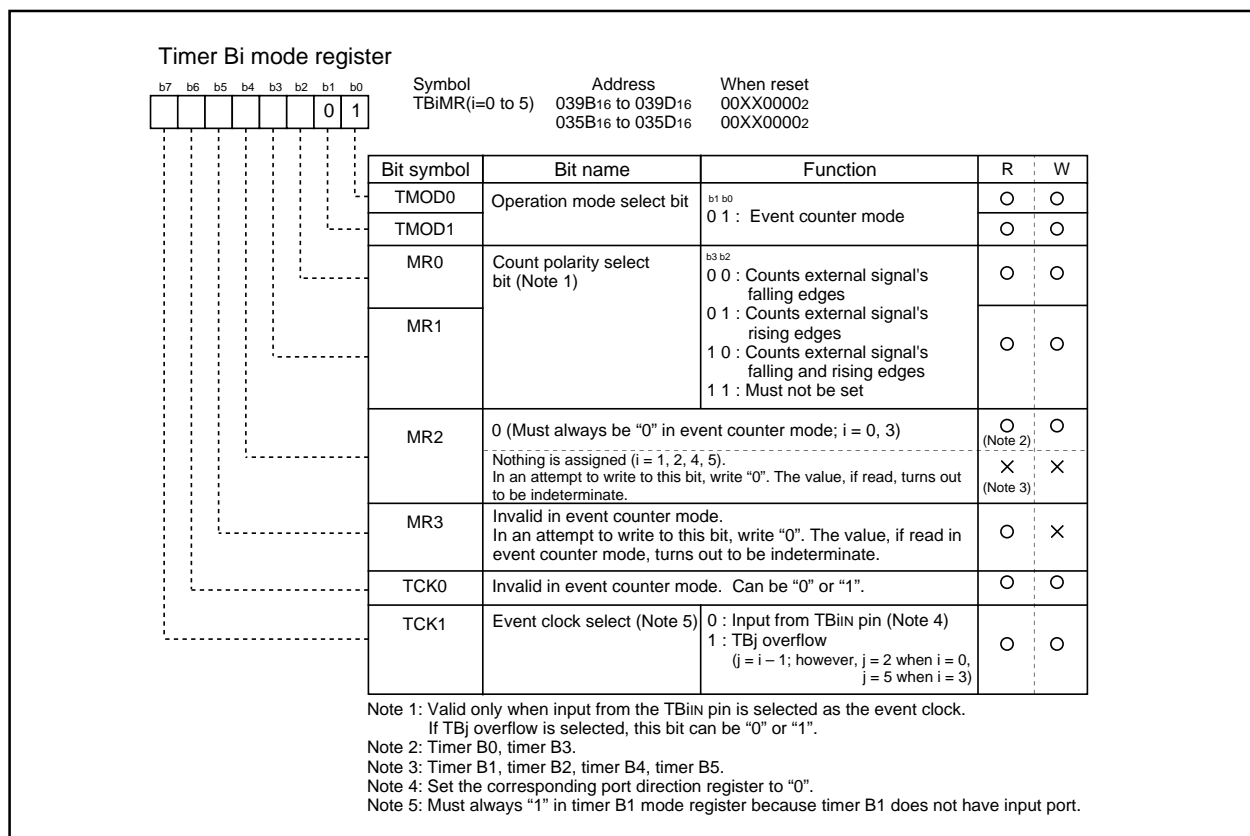 Timer Bi mode register
b7 b6 b5 b4 b3 b2 b1 b0
0 1
Symbol Address When reset
TBiMR(i=0 to 5) 039B16 to 039D16 00XX00002
035B16 to 035D16 00XX00002
Bit symbol Bit name Function R W
TMOD0 Operation mode select bit
b1 b0
0 1 : Event counter mode
TMOD1
MR0 Count polarity select
bit (Note 1)
b3 b2
0 0 : Counts external signal's
falling edges
0 1 : Counts external signal's
rising edges
1 0 : Counts external signal's
falling and rising edges
1 1 : Must not be set
MR1
MR2 0 (Must always be “0” in event counter mode; i = 0, 3)
(Note 2)
Nothing is assigned (i = 1, 2, 4, 5).
In an attempt to write to this bit, write “0”. The value, if read, turns out
to be indeterminate.
(Note 3)
MR3 Invalid in event counter mode.
In an attempt to write to this bit, write “0”. The value, if read in
event counter mode, turns out to be indeterminate.
TCK0 Invalid in event counter mode. Can be “0” or “1”.
TCK1 Event clock select (Note 5) 0 : Input from TBiIN pin (Note 4)
1 : TBj overflow
(j = i – 1; however, j = 2 when i = 0,
j = 5 when i = 3)
Note 1: Valid only when input from the TBiIN pin is selected as the event clock.
If TBj overflow is selected, this bit can be “0” or “1”.
Note 2: Timer B0, timer B3.
Note 3: Timer B1, timer B2, timer B4, timer B5.
Note 4: Set the corresponding port direction register to “0”.
Note 5: Must always “1” in timer B1 mode register because timer B1 does not have input port.